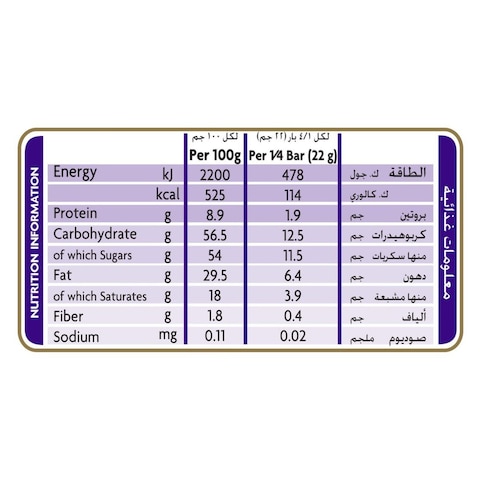 NUTRITION INFORMATION
معلومات غذائية
لكل ١٠٠ جم لكل ٤/١ بار (٢٢ جم)
Per 100g Per 1⁄4 Bar (22 g)
Energy kJ 2200 478 الطاقة ك. جول
kcal 525 114 ك. كالوري
Protein g 8.9 1.9 بروتين جم
Carbohydrate g 56.5 12.5 كربوهيدرات جم
of which Sugars g 54 11.5 منها سكريات جم
Fat g 29.5 6.4 دهون جم
of which Saturates g 18 3.9 منها مشبعة جم
Fiber g 1.8 0.4 ألياف جم
Sodium mg 0.11 0.02 صوديوم ملجم